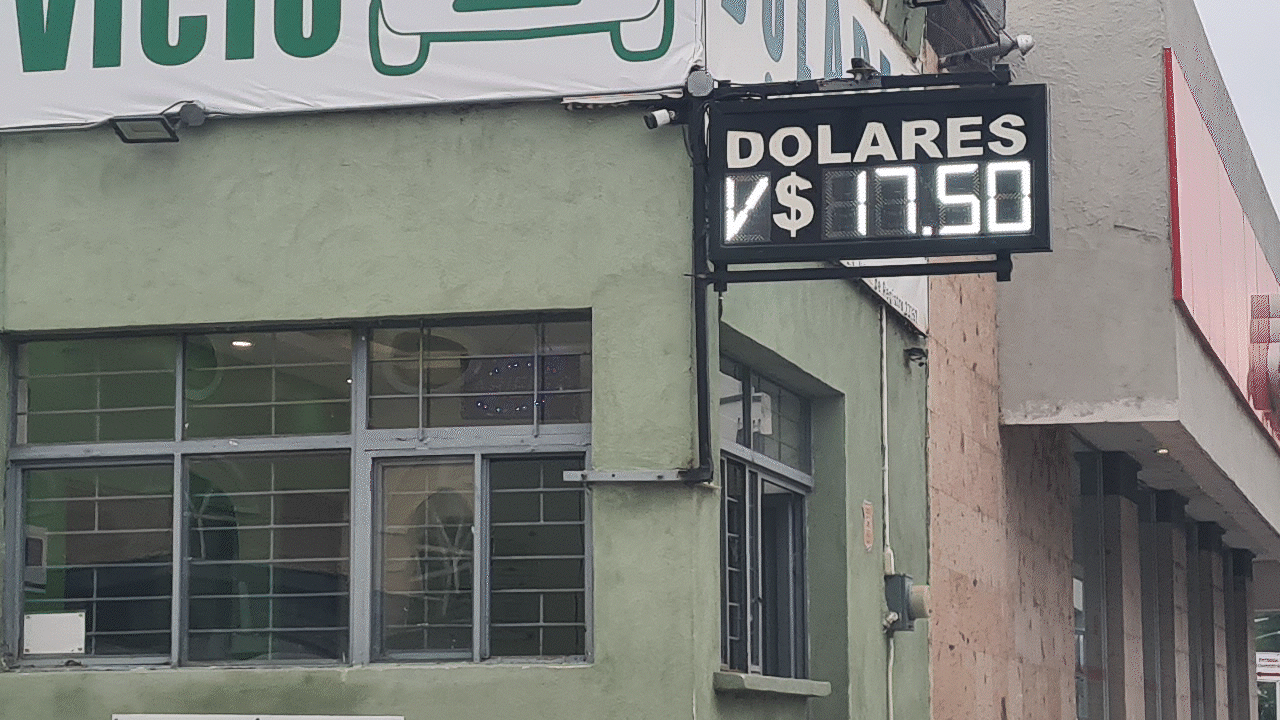 VICIO
DOLARES
V$ 17.50